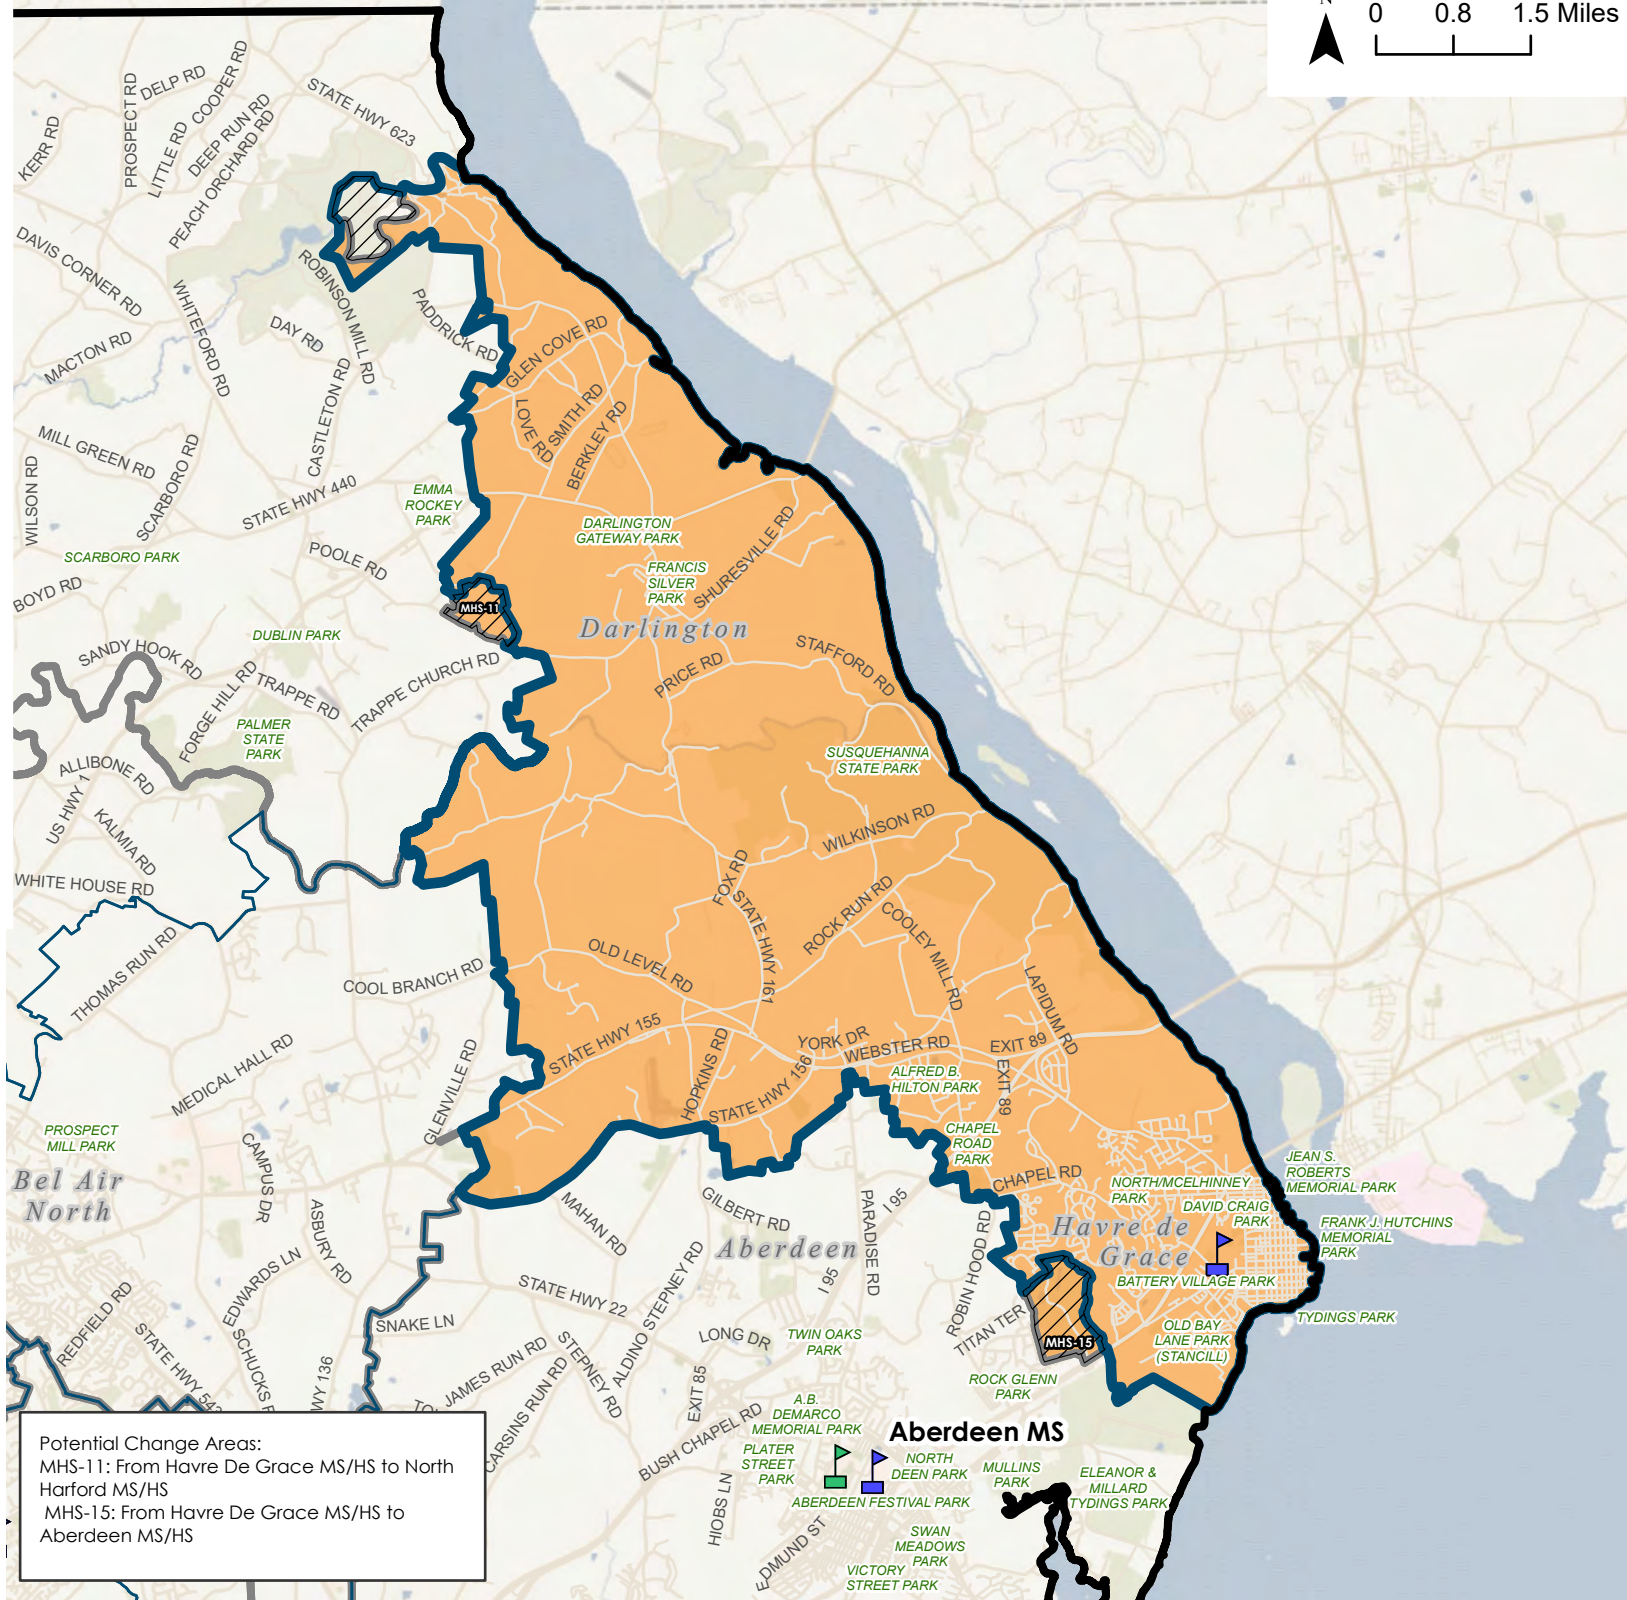 N
0 0.8 1.5 Miles
DELP RD
COOPER RD
PROSPECT RD
LITTLE RD
DEEP RUN RD
PEACH ORCHARD RD
STATE HWY 623
KERR RD
DAVIS CORNER RD
WHITEFORD RD
ROBINSON MILL RD
PADDRICK RD
DAY RD
MACTON RD
GLEN COVE RD
LOVE RD
SMITH RD
BERKLEY RD
CASTLETON RD
MILL GREEN RD
SCARBORO RD
WILSON RD
STATE HWY 440
EMMA
ROCKEY
PARK
DARLINGTON
GATEWAY PARK
SHURESVILLE RD
SCARBORO PARK
POOLE RD
FRANCIS
SILVER
PARK
BOYD RD
MHS-11
Darlington
DUBLIN PARK
SANDY HOOK RD
FORGE HILL RD
TRAPPE RD
TRAPPE CHURCH RD
PRICE RD
STAFFORD RD
PALMER
STATE
PARK
SUSQUEHANNA
STATE PARK
ALLIBONE RD
US HWY 1
KALMIA RD
WHITE HOUSE RD
WILKINSON RD
FOX RD
STATE HWY 161
ROCK RUN RD
COOLEY MILL RD
THOMAS RUN RD
OLD LEVEL RD
COOL BRANCH RD
LAPIDUM RD
STATE HWY 155
HOPKINS RD
YORK DR
WEBSTER RD
EXIT 89
EXIT 89
STATE HWY 156
MEDICAL HALL RD
GLENVILLE RD
ALFRED B.
HILTON PARK
CHAPEL
ROAD
PARK
PROSPECT
MILL PARK
CAMPUS DR
JEAN S.
ROBERTS
MEMORIAL PARK
CHAPEL RD
NORTH/MCELHINNEY
PARK
DAVID CRAIG
PARK
Bel Air
North
ASBURY RD
MAHAN RD
GILBERT RD
PARADISE RD
I 95
I 95
ROBIN HOOD RD
Havre de
Grace
FRANK J. HUTCHINS
MEMORIAL
PARK
Aberdeen
BATTERY VILLAGE PARK
EDWARDS LN
STATE HWY 22
ALDINO STEPNEY RD
TYDINGS PARK
REDFIELD RD
STATE HWY 543
SNAKE LN
LONG DR
TWIN OAKS
PARK
TITAN TER
MHS-15
OLD BAY
LANE PARK
(STANCILL)
JAMES RUN RD
STEPNEY RD
CARSINS RUN RD
EXIT 85
ROCK GLENN
PARK
A.B.
DEMARCO
MEMORIAL PARK
Aberdeen MS
BUSH CHAPEL RD
PLATER
STREET
PARK
NORTH
DEEN PARK
MULLINS
PARK
ELEANOR &
MILLARD
TYDINGS PARK
ABERDEEN FESTIVAL PARK
HIOBS LN
EDMUND ST
SWAN
MEADOWS
PARK
VICTORY
STREET PARK
Potential Change Areas:
MHS-11: From Havre De Grace MS/HS to North
Harford MS/HS
MHS-15: From Havre De Grace MS/HS to
Aberdeen MS/HS